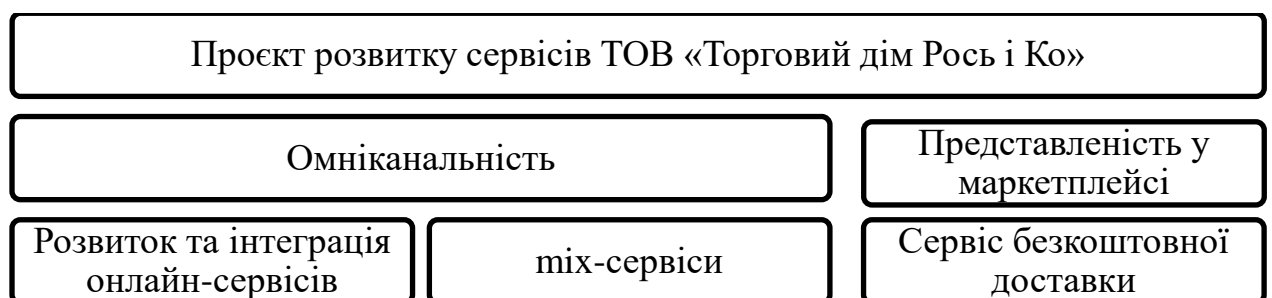 Проєкт розвитку сервісів ТОВ «Торговий дім Рось і Ко»
Омніканальність
Представленість у
маркетплейсі
Розвиток та інтеграція
онлайн-сервісів
mix-сервіси
Сервіс безкоштовної
доставки